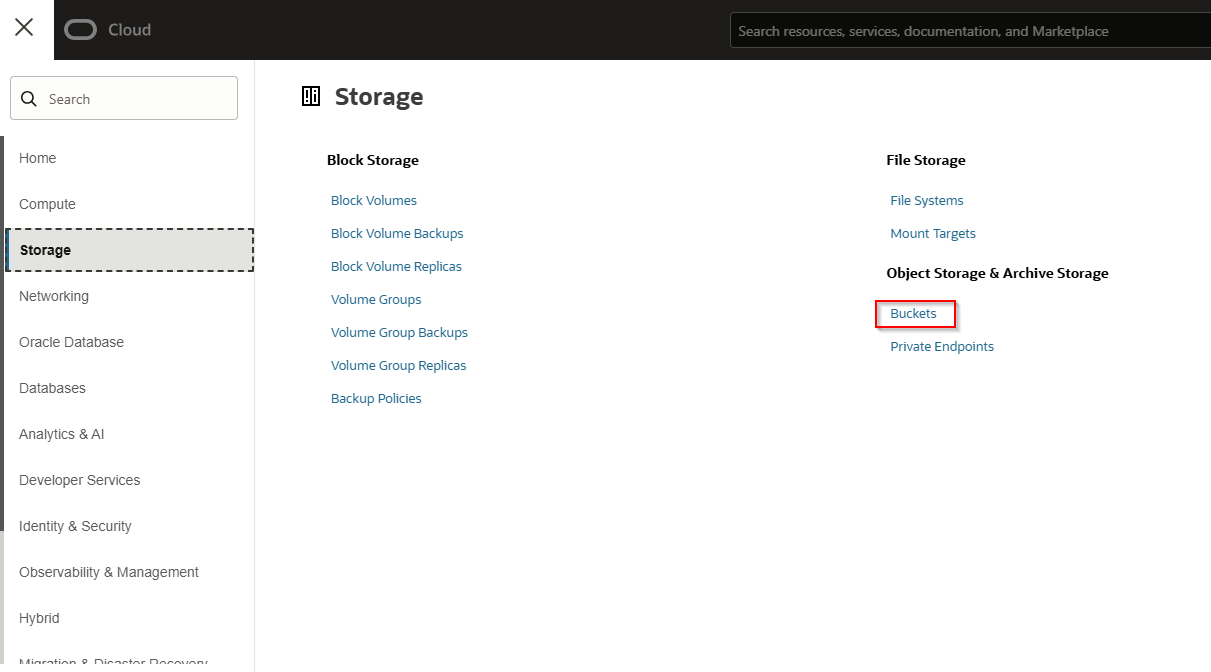 Cloud
Search resources, services, documentation, and Marketplace
Search
Home
Compute
Storage
Networking
Oracle Database
Databases
Analytics & AI
Developer Services
Identity & Security
Observability & Management
Hybrid
Migration & Disaster Recovery
Storage
Block Storage
Block Volumes
Block Volume Backups
Block Volume Replicas
Volume Groups
Volume Group Backups
Volume Group Replicas
Backup Policies
File Storage
File Systems
Mount Targets
Object Storage & Archive Storage
Buckets
Private Endpoints